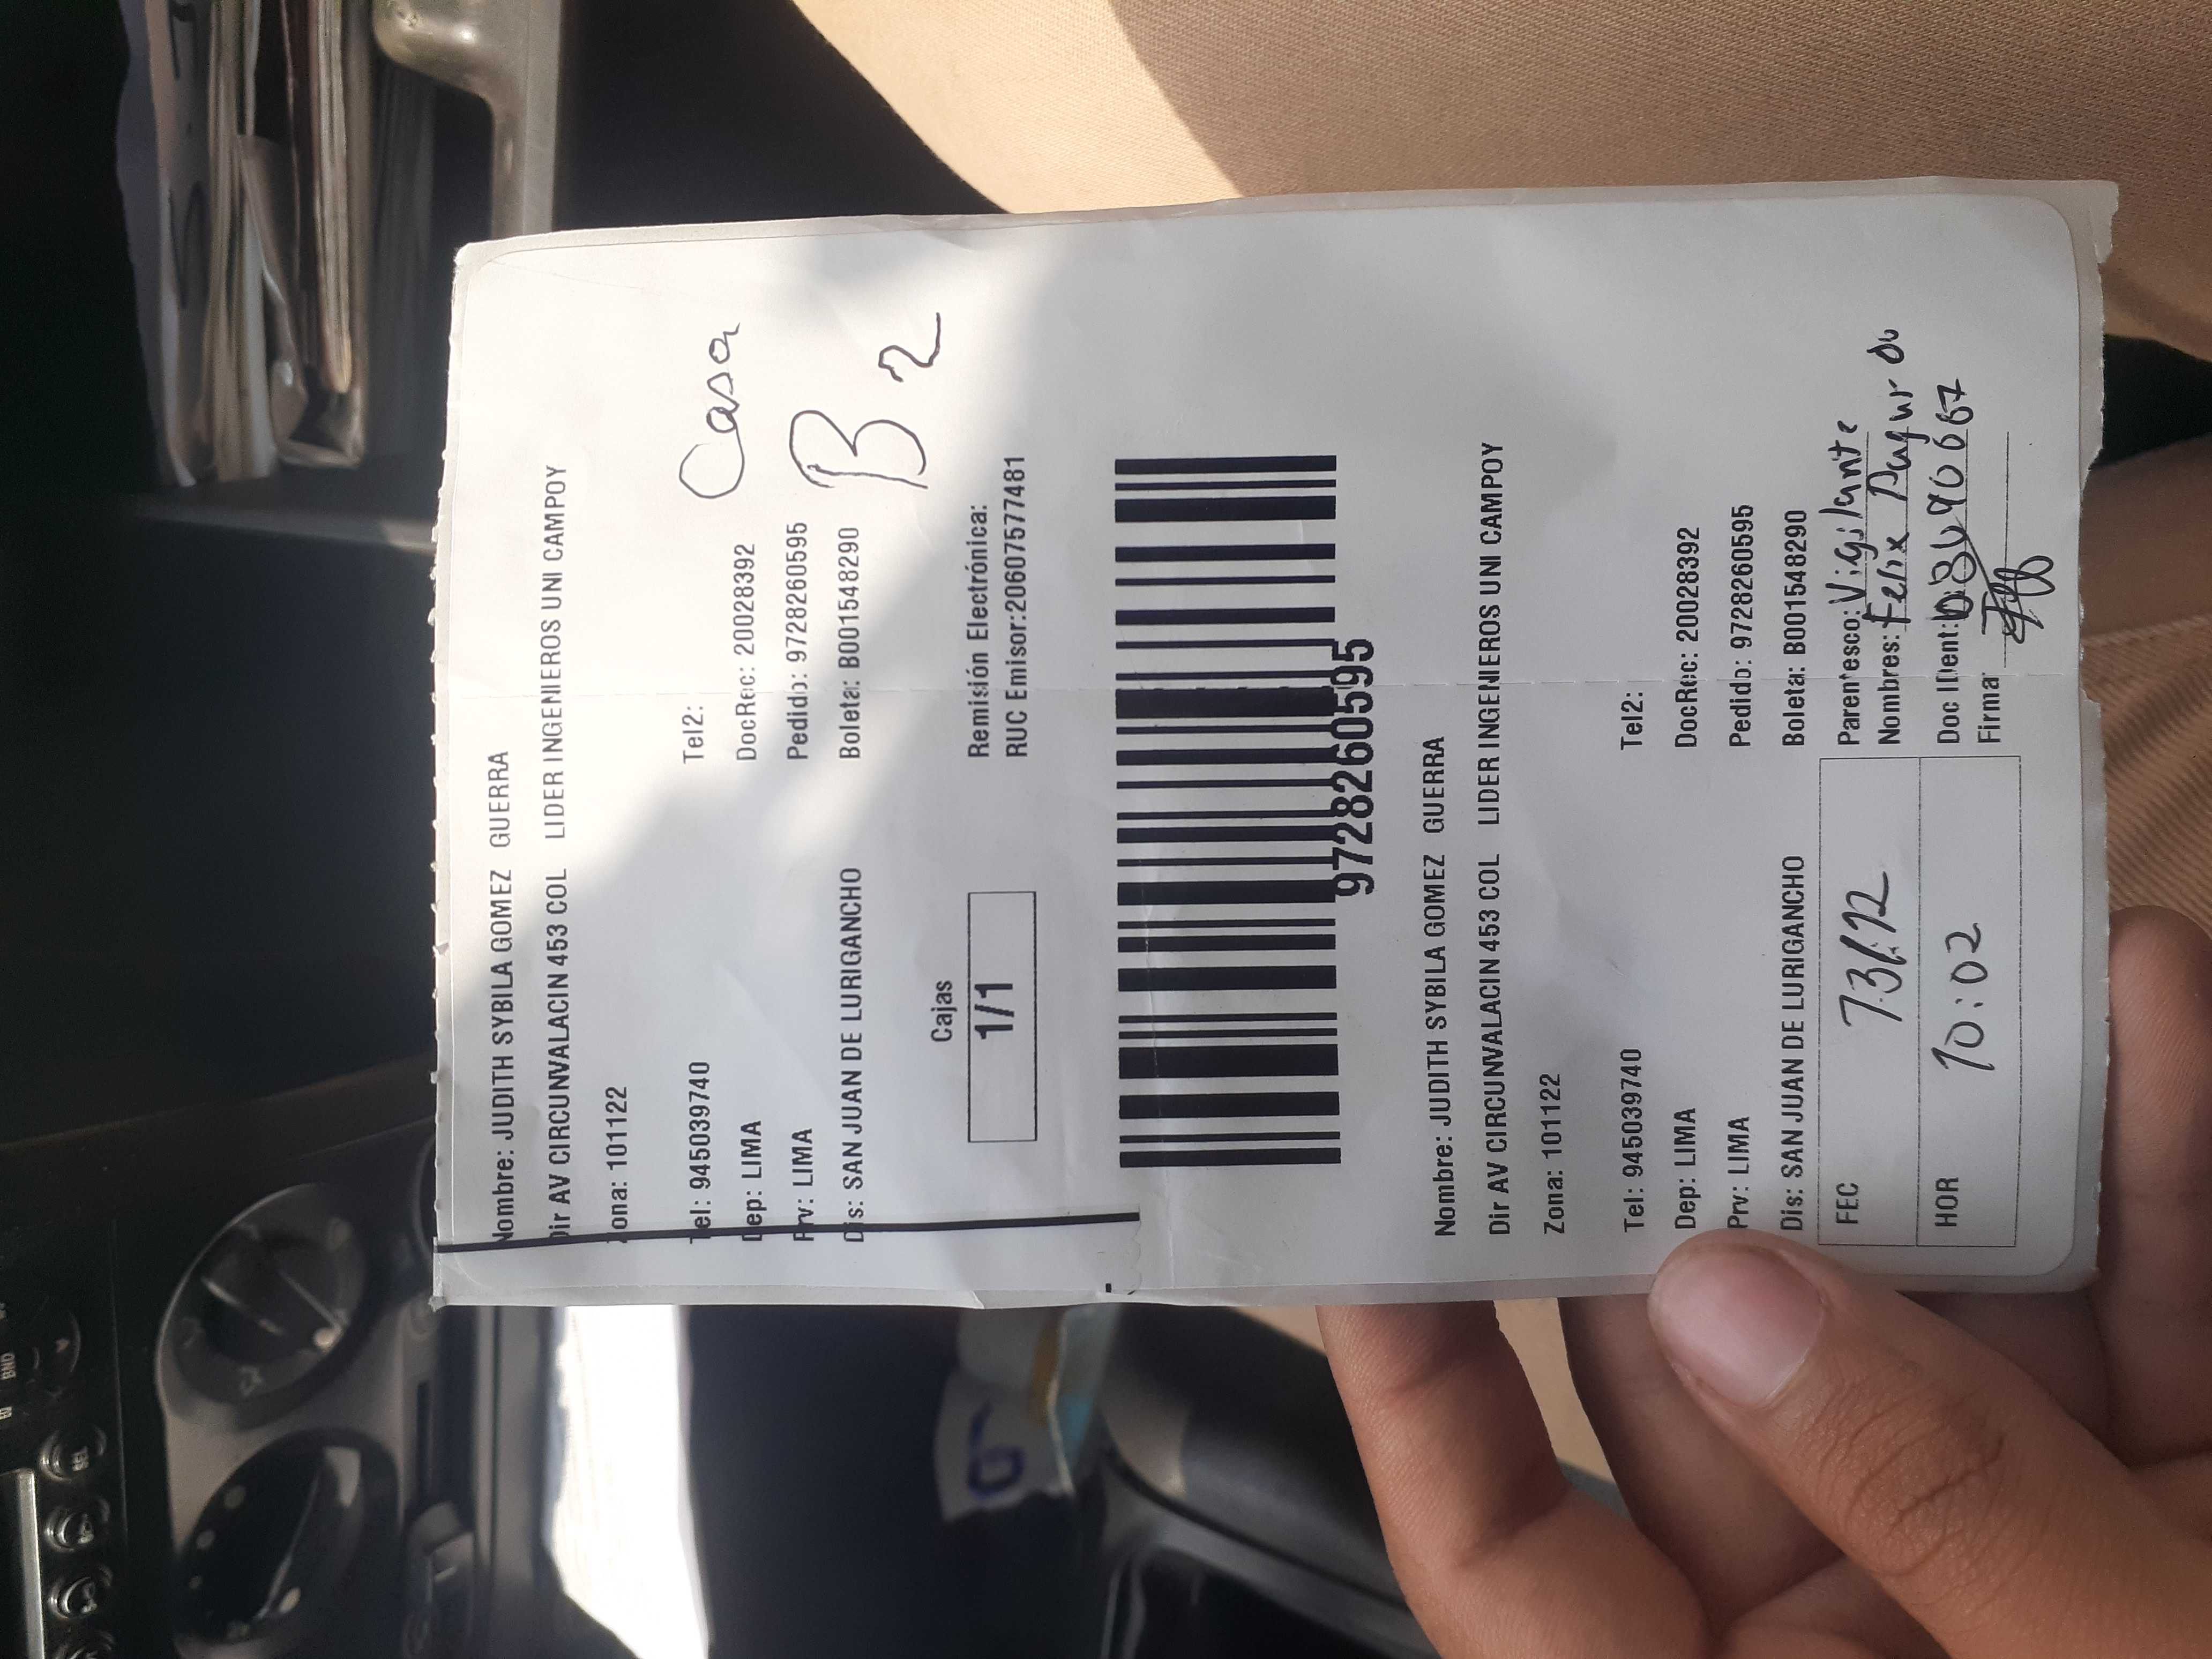 Nombre: JUDITH SYBILA GOMEZ GUERRA
Dir AV CIRCUNVALACIN 453 COL LIDER INGENIEROS UNI CAMPOY
Zona: 101122
Tel: 945039740 Tel2:
Casa
Dep: LIMA DocRec: 20028392
Prv: LIMA Pedido: 9728260595
B2
Dis: SAN JUAN DE LURIGANCHO Boleta: B001548290
Cajas
1/1
Remisión Electrónica:
RUC Emisor:20607577481
9728260595
Nombre: JUDITH SYBILA GOMEZ GUERRA
Dir AV CIRCUNVALACIN 453 COL LIDER INGENIEROS UNI CAMPOY
Zona: 101122
Tel: 945039740 Tel2:
Dep: LIMA DocRec: 20028392
Prv: LIMA Pedido: 9728260595
Dis: SAN JUAN DE LURIGANCHO Boleta: B001548290
FEC
Parentesco: Vigilante
Nombres: Felix
HOR 10:02
Doc IDent:
Firma
BND